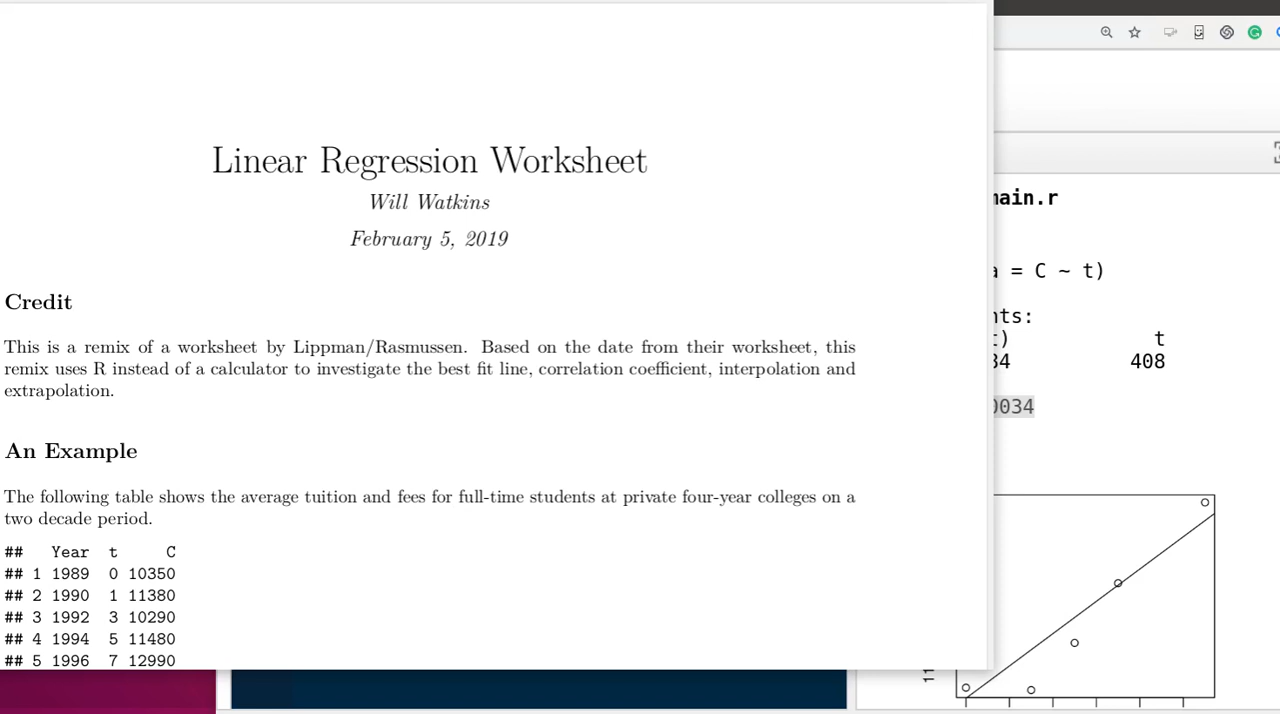 Linear Regression Worksheet
Will Watkins
February 5, 2019
Credit
This is a remix of a worksheet by Lippman/Rasmussen. Based on the date from their worksheet, this
remix uses R instead of a calculator to investigate the best fit line, correlation coefficient, interpolation and
extrapolation.
An Example
The following table shows the average tuition and fees for full-time students at private four-year colleges on a
two decade period.
## Year t C
## 1 1989 0 10350
## 2 1990 1 11380
## 3 1992 3 10290
## 4 1994 5 11480
## 5 1996 7 12990
main.r
a = C ~ t)
nts:
t) t
34 408
0034